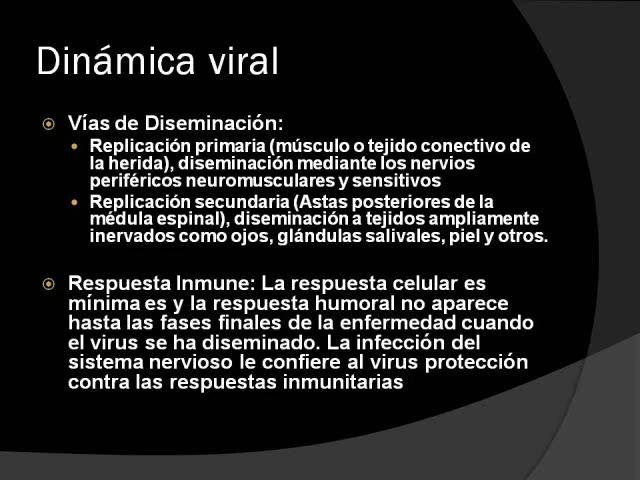 Dinámica viral
Vías de Diseminación:
Replicación primaria (músculo o tejido conectivo de
la herida), diseminación mediante los nervios
periféricos neuromusculares y sensitivos
Replicación secundaria (Astas posteriores de la
médula espinal), diseminación a tejidos ampliamente
inervados como ojos, glándulas salivales, piel y otros.
Respuesta Inmune: La respuesta celular es
mínima es y la respuesta humoral no aparece
hasta las fases finales de la enfermedad cuando
el virus se ha diseminado. La infección del
sistema nervioso le confiere al virus protección
contra las respuestas inmunitarias